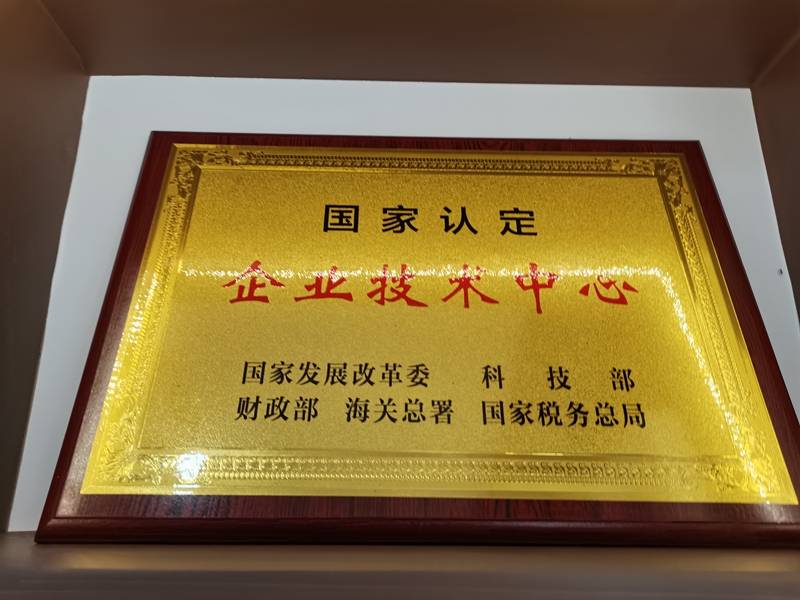 国家认定
企业技术中心
国家发展改革委 科技部
财政部 海关总署 国家税务总局